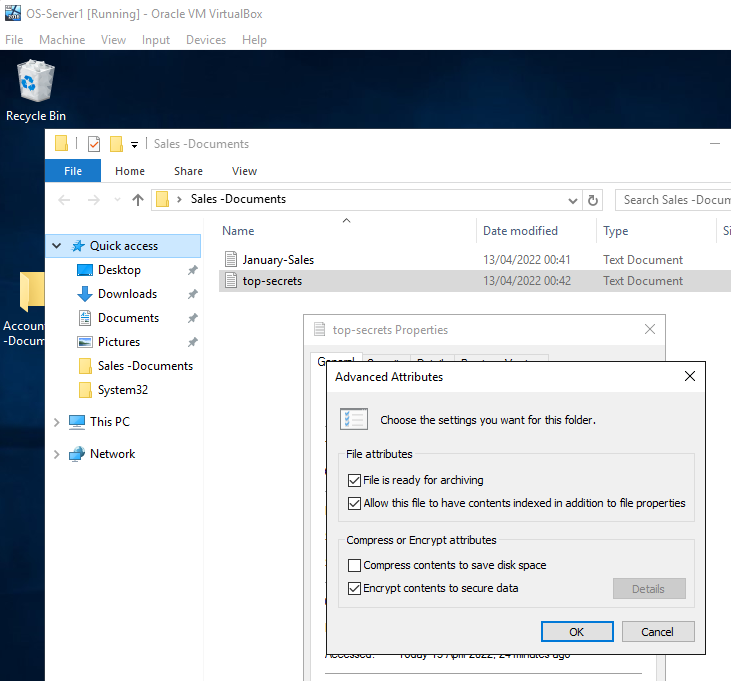 OS-Server1 [Running] - Oracle VM VirtualBox
File Machine View Input Devices Help
Recycle Bin
Sales -Documents
File Home Share View
Sales -Documents
Search Sales -Docum
Name Date modified Type Si
Quick access
January-Sales 13/04/2022 00:41 Text Document
Desktop
top-secrets 13/04/2022 00:42 Text Document
Downloads
Documents
Pictures
Accoun
-Docum
Sales -Documents
System32
This PC
Network
top-secrets Properties
General
Advanced Attributes
Choose the settings you want for this folder.
File attributes
File is ready for archiving
Allow this file to have contents indexed in addition to file properties
Compress or Encrypt attributes
Compress contents to save disk space
Encrypt contents to secure data
Details
OK Cancel
Accessed: Today 13 April 2022, 24 minutes ago